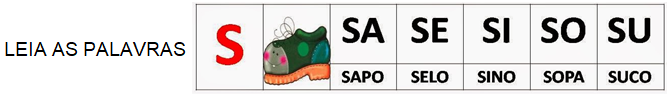 LEIA AS PALAVRAS
S SA SE SI SO SU
SAPO SELO SINO SOPA SUCO